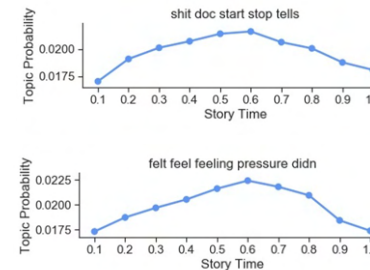 shit doc start stop tells
Topic Probability
0.0200
0.0175
0.1 0.2 0.3 0.4 0.5 0.6 0.7 0.8 0.9
Story Time
felt feel feeling pressure didn
Topic Probability
0.0225
0.0200
0.0175
0.1 0.2 0.3 0.4 0.5 0.6 0.7 0.8 0.9
Story Time